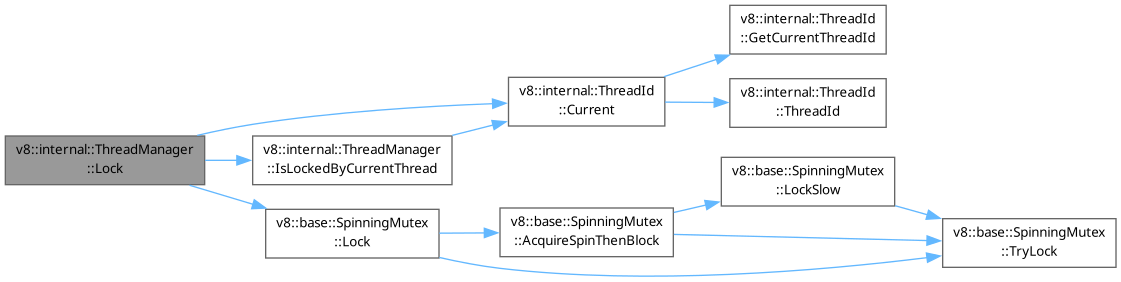 v8::internal::ThreadManager
::Lock
v8::internal::ThreadManager
::IsLockedByCurrentThread
v8::base::SpinningMutex
::Lock
v8::internal::ThreadId
::Current
v8::base::SpinningMutex
::AcquireSpinThenBlock
v8::internal::ThreadId
::GetCurrentThreadId
v8::internal::ThreadId
::ThreadId
v8::base::SpinningMutex
::LockSlow
v8::base::SpinningMutex
::TryLock